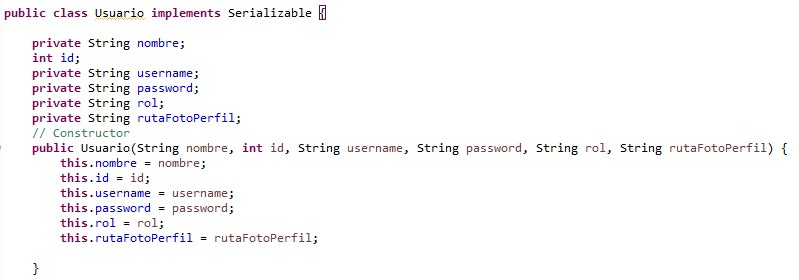 public class Usuario implements Serializable {
private String nombre;
int id;
private String username;
private String password;
private String rol;
private String rutaFotoPerfil;
// Constructor
public Usuario(String nombre, int id, String username, String password, String rol, String rutaFotoPerfil) {
this.nombre = nombre;
this.id = id;
this.username = username;
this.password = password;
this.rol = rol;
this.rutaFotoPerfil = rutaFotoPerfil;
}